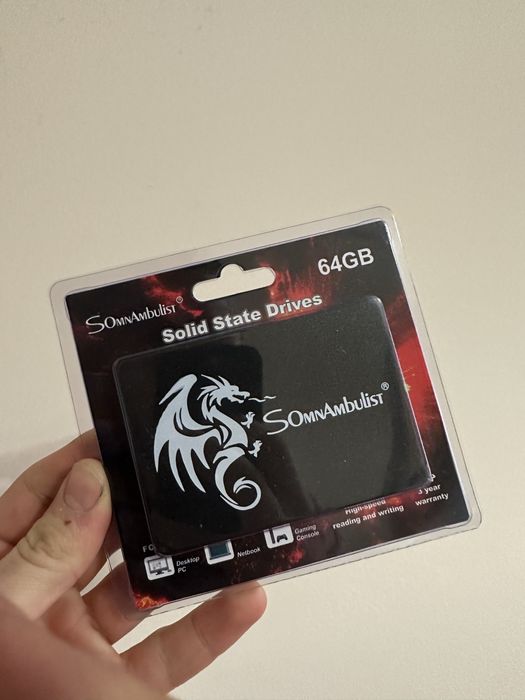 SOMNAMBULIST®
64GB
Solid State Drives
SOMNAMBULIST®
High-speed
reading and writing
3 year
warranty
Desktop
PC
Netbook
Gaming
Console